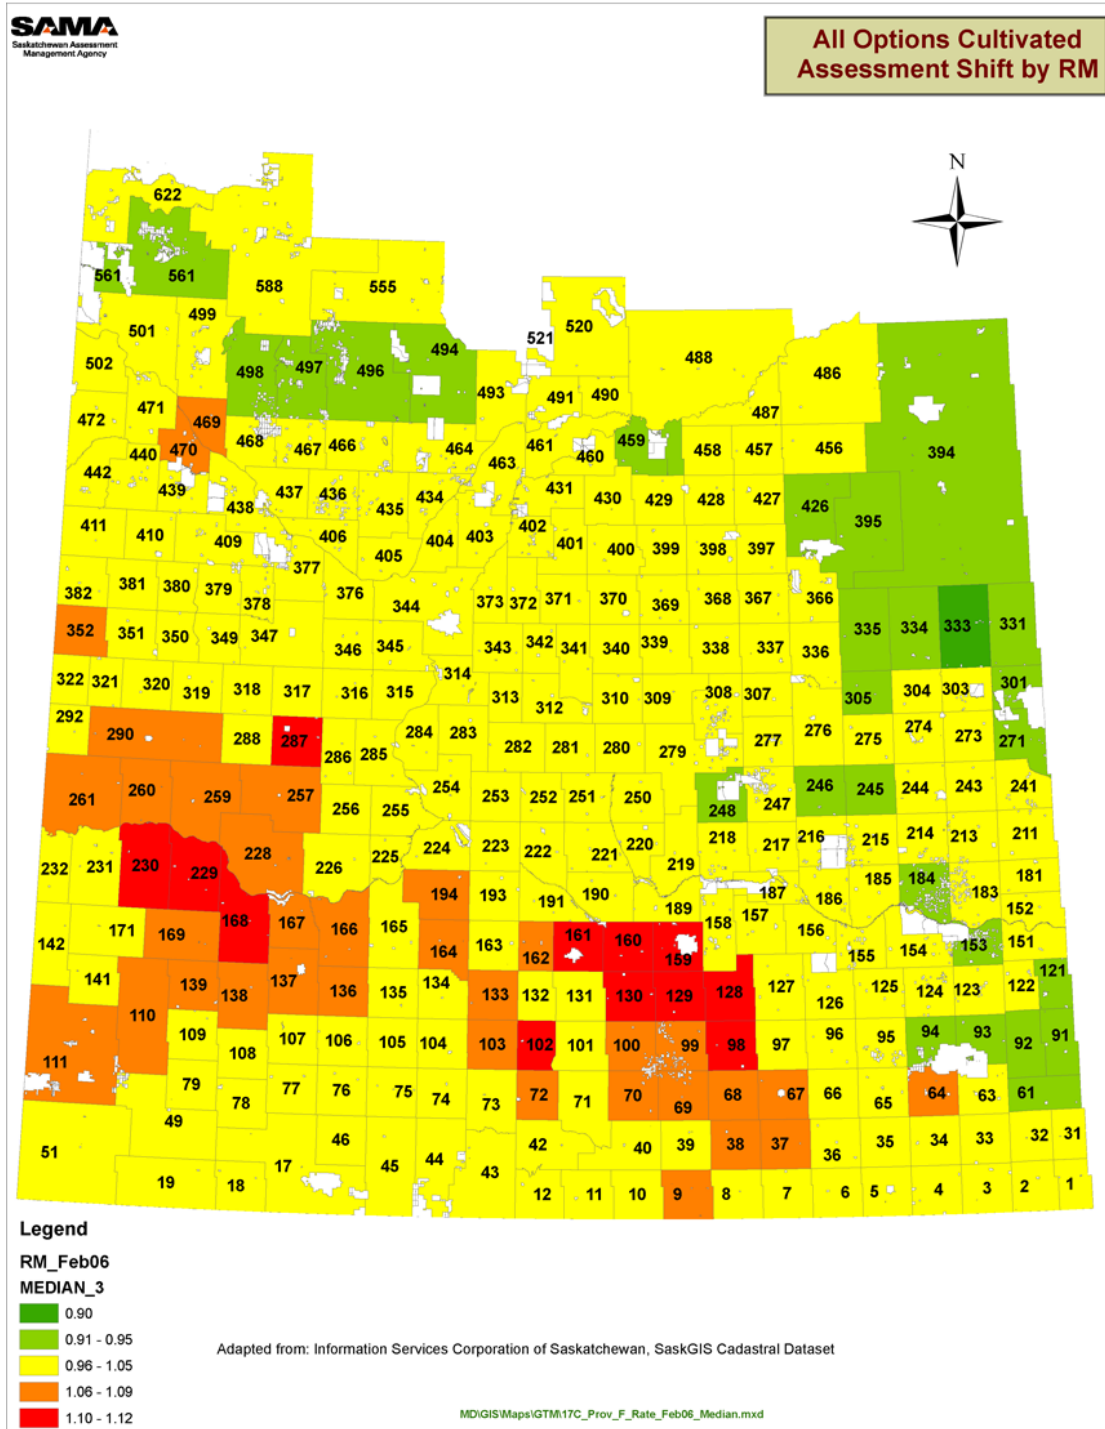 SAMA
Saskatchewan Assessment
Management Agency
All Options Cultivated
Assessment Shift by RM
N
622
561 561 588 555
499
501 520
521
502 498 497 496 494 488 486
493
472 471 469 491 490 487
468 467 466 464 461 459 458 457 456 394
440 470 463 460
442 439 437 436 434 431 430 429 428 427 426
438 435 395
411 410 409 406 404 403 402 401 400 399 398 397
405
377
382 381 380 379 378 376 344 373 372 371 370 369 368 367 366
352 351 350 349 347 346 345 343 342 341 340 339 338 337 336 335 334 333 331
322 321 320 319 318 317 316 315 314 313 312 310 309 308 307 305 304 303 301
292 290 288 287 286 285 284 283 282 281 280 279 277 276 275 274 273 271
261 260 259 257 256 255 254 253 252 251 250 248 247 246 245 244 243 241
232 231 230 229 228 226 225 224 223 222 221 220 219 218 217 216 215 214 213 211
194 193 191 190 189 187 186 185 184 183 181
142 171 169 168 167 166 165 164 163 162 161 160 159 158 157 156 155 154 153 152 151
141 139 138 137 136 135 134 133 132 131 130 129 128 127 126 125 124 123 122 121
111 110 109 108 107 106 105 104 103 102 101 100 99 98 97 96 95 94 93 92 91
79 78 77 76 75 74 73 72 71 70 69 68 67 66 65 64 63 61
51 49 46 45 44 43 42 40 39 38 37 36 35 34 33 32 31
19 18 17 12 11 10 9 8 7 6 5 4 3 2 1
Legend
RM_Feb06
MEDIAN_3
0.90
0.91 - 0.95
0.96 - 1.05
1.06 - 1.09
1.10 - 1.12
Adapted from: Information Services Corporation of Saskatchewan, SaskGIS Cadastral Dataset
MD\GIS\Maps\GTM\17C_Prov_F_Rate_Feb06_Median.mxd